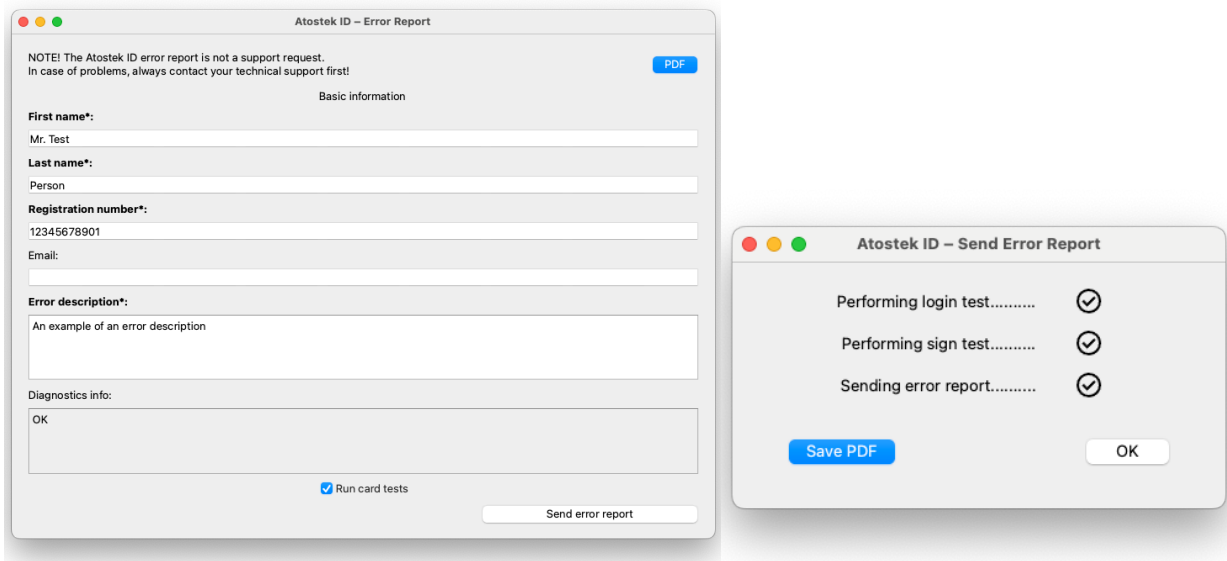 Atostek ID – Error Report
NOTE! The Atostek ID error report is not a support request.
In case of problems, always contact your technical support first!
PDF
Basic information
First name*:
Mr. Test
Last name*:
Person
Registration number*:
12345678901
Email:
Error description*:
An example of an error description
Diagnostics info:
OK
Run card tests
Send error report
Atostek ID – Send Error Report
Performing login test..........
Performing sign test..........
Sending error report..........
Save PDF
OK